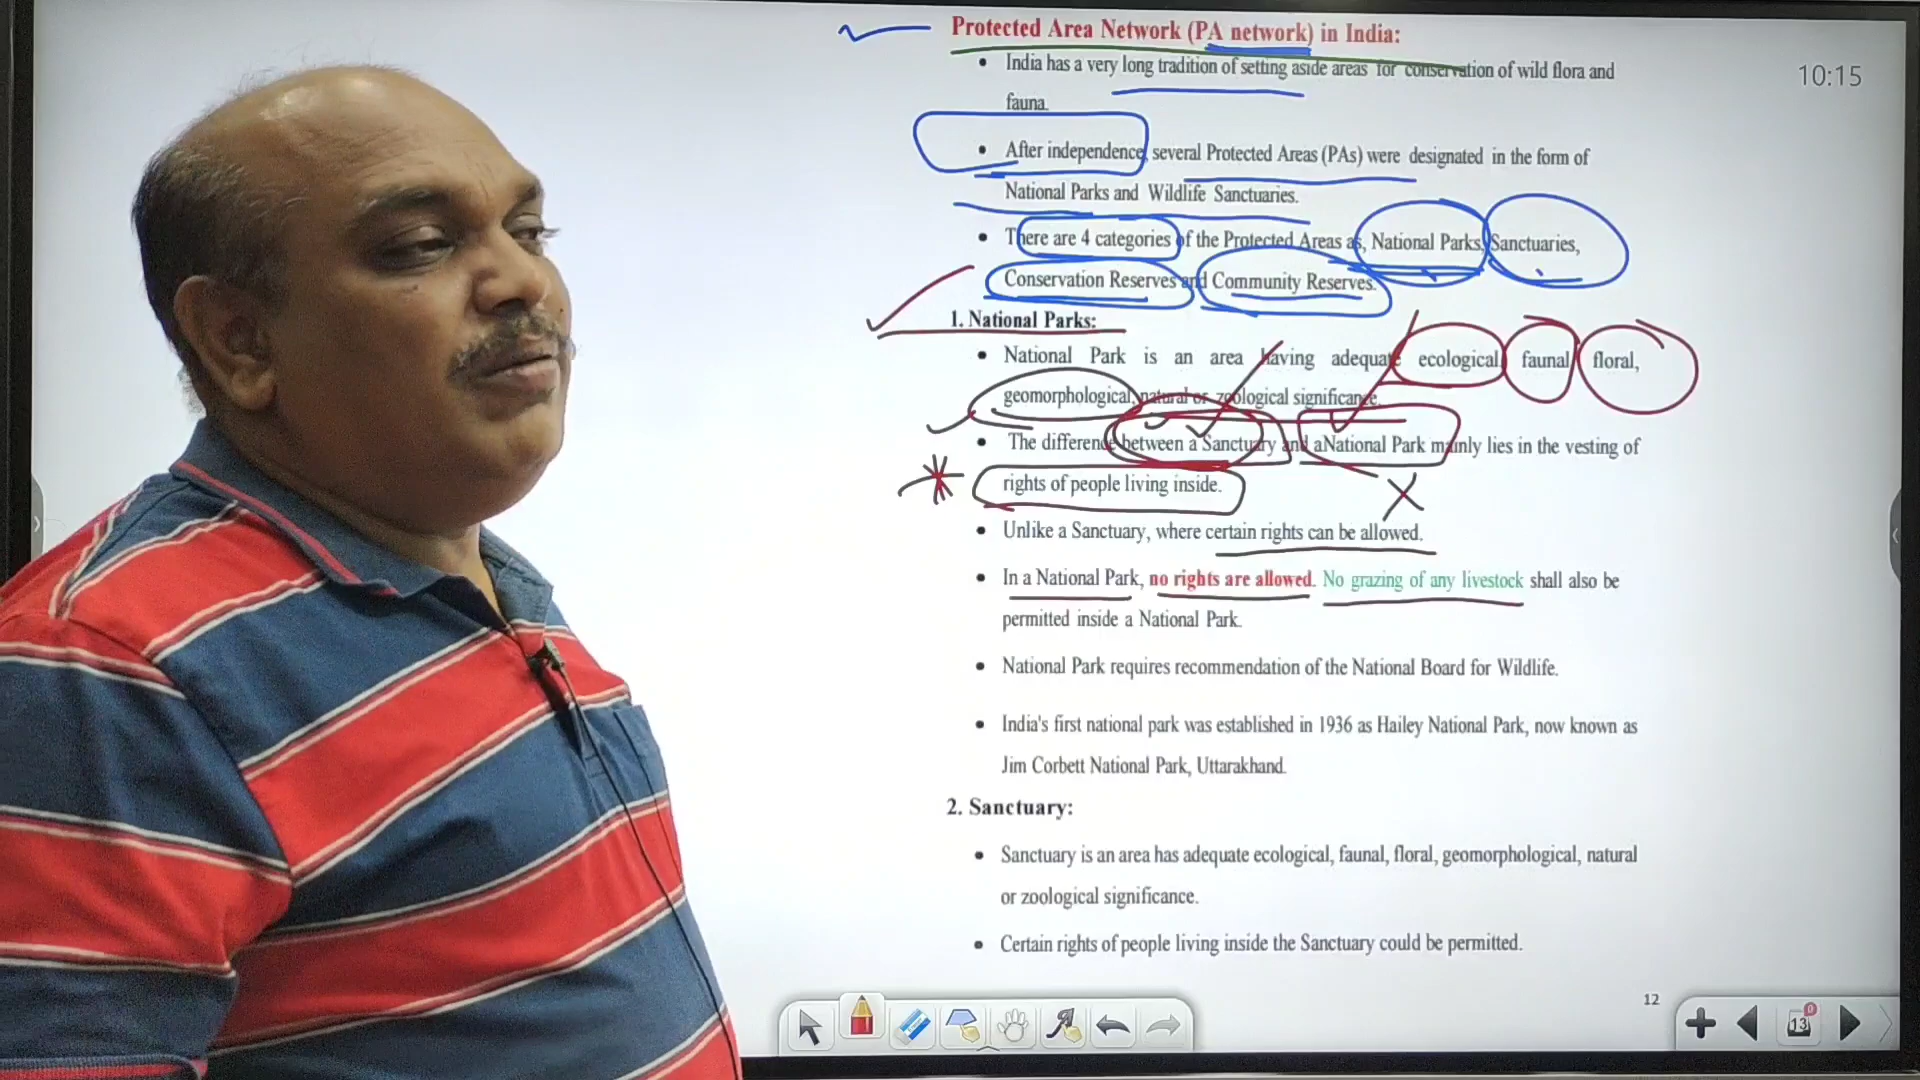 Protected Area Network (PA network) in India:
10:15
• India has a very long tradition of setting aside areas for conservation of wild flora and
fauna.
• After independence, several Protected Areas (PAs) were designated in the form of
National Parks and Wildlife Sanctuaries.
• There are 4 categories of the Protected Areas as, National Parks, Sanctuaries,
Conservation Reserves and Community Reserves.
1. National Parks:
• National Park is an area having adequate ecological, faunal, floral,
geomorphological, natural or zoological significance.
• The difference between a Sanctuary and aNational Park mainly lies in the vesting of
rights of people living inside.
• Unlike a Sanctuary, where certain rights can be allowed.
• In a National Park, no rights are allowed. No grazing of any livestock shall also be
permitted inside a National Park.
• National Park requires recommendation of the National Board for Wildlife.
• India's first national park was established in 1936 as Hailey National Park, now known as
Jim Corbett National Park, Uttarakhand.
2. Sanctuary:
• Sanctuary is an area has adequate ecological, faunal, floral, geomorphological, natural
or zoological significance.
• Certain rights of people living inside the Sanctuary could be permitted.
12
13
0